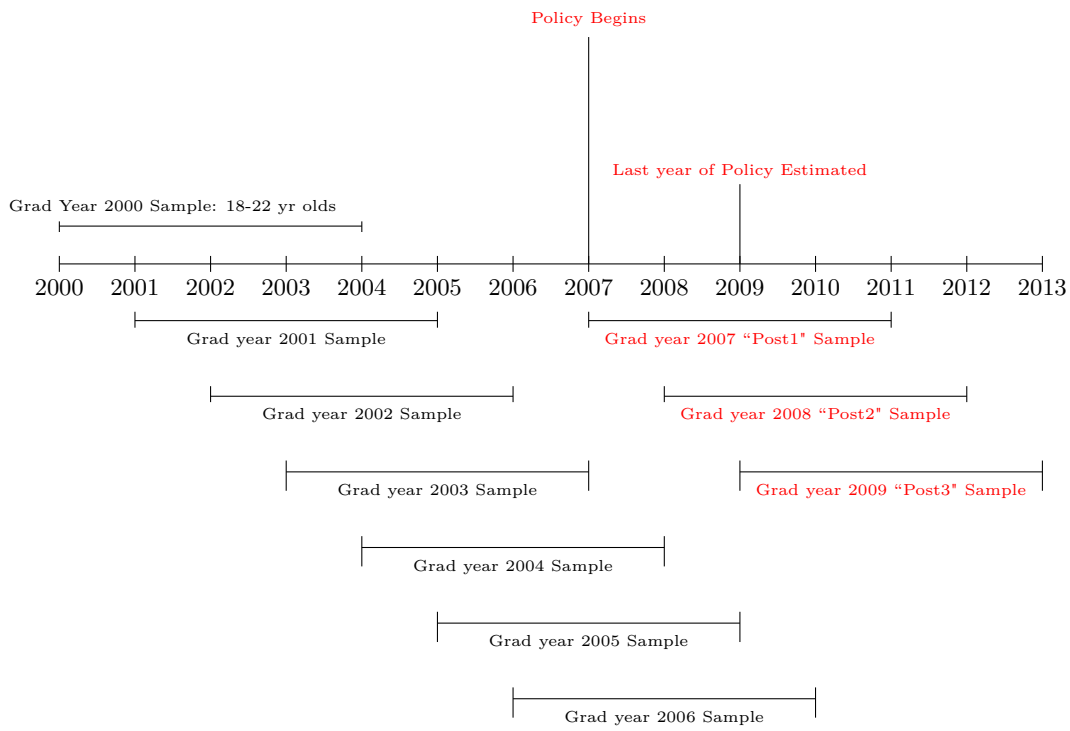 Policy Begins
Last year of Policy Estimated
Grad Year 2000 Sample: 18-22 yr olds
2000 2001 2002 2003 2004 2005 2006 2007 2008 2009 2010 2011 2012 2013
Grad year 2001 Sample
Grad year 2007 “Post1" Sample
Grad year 2002 Sample
Grad year 2008 “Post2" Sample
Grad year 2003 Sample
Grad year 2009 “Post3" Sample
Grad year 2004 Sample
Grad year 2005 Sample
Grad year 2006 Sample